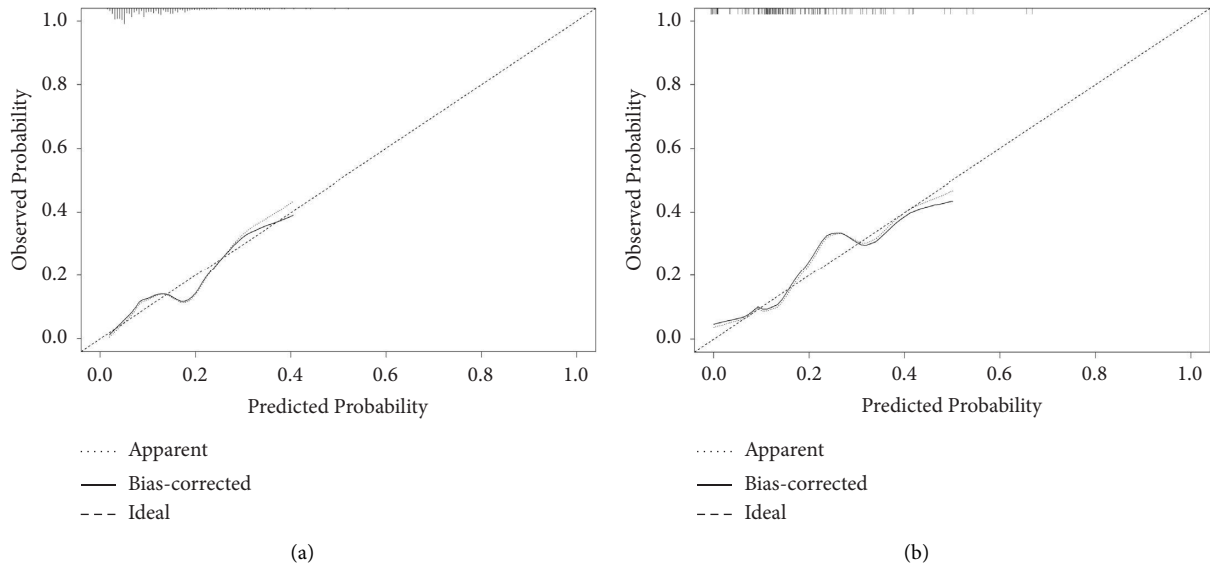 1.0
0.8
0.6
0.4
0.2
0.0
Observed Probability
0.0 0.2 0.4 0.6 0.8 1.0
Predicted Probability
Apparent
Bias-corrected
Ideal
(a)
1.0
0.8
0.6
0.4
0.2
0.0
Observed Probability
0.0 0.2 0.4 0.6 0.8 1.0
Predicted Probability
Apparent
Bias-corrected
Ideal
(b)